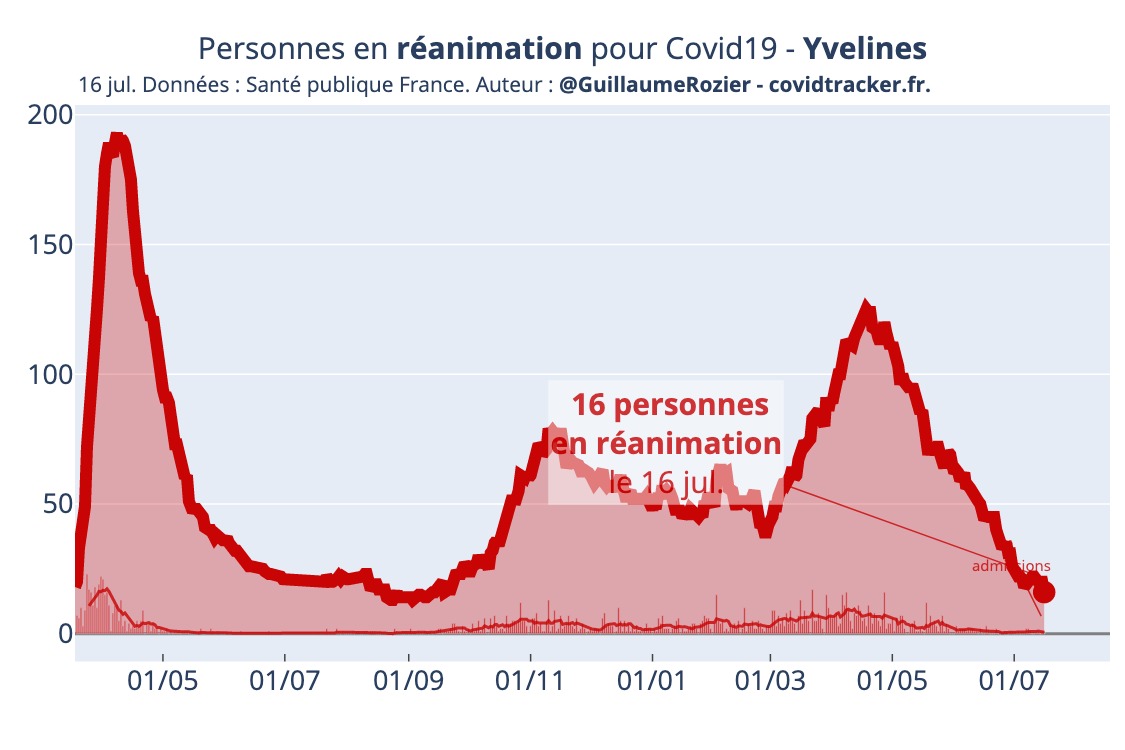 Personnes en réanimation pour Covid19 - Yvelines
16 jul. Données : Santé publique France. Auteur : @GuillaumeRozier - covidtracker.fr.
200
150
100
50
0
16 personnes
en réanimation
le 16 jul.
admissions
01/05 01/07 01/09 01/11 01/01 01/03 01/05 01/07